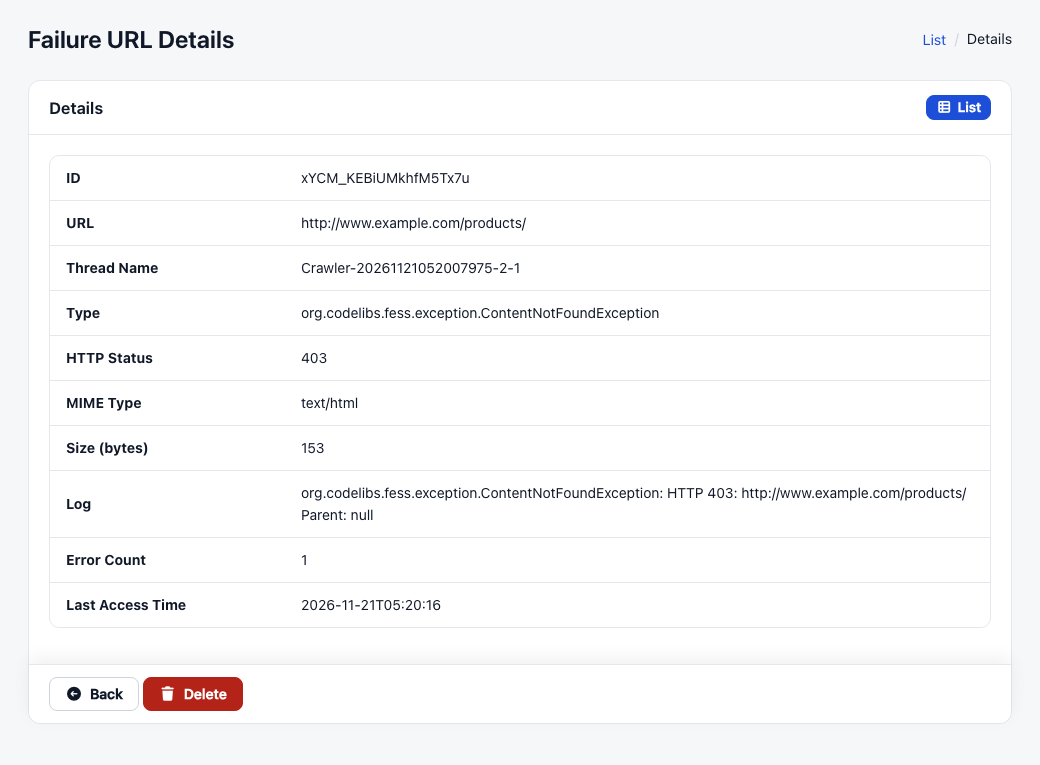 Failure URL Details
List / Details
Details
List
ID xYCM_KEBiUMkhfM5Tx7u
URL http://www.example.com/products/
Thread Name Crawler-20261121052007975-2-1
Type org.codelibs.fess.exception.ContentNotFoundException
HTTP Status 403
MIME Type text/html
Size (bytes) 153
Log org.codelibs.fess.exception.ContentNotFoundException: HTTP 403: http://www.example.com/products/
Parent: null
Error Count 1
Last Access Time 2026-11-21T05:20:16
Back Delete